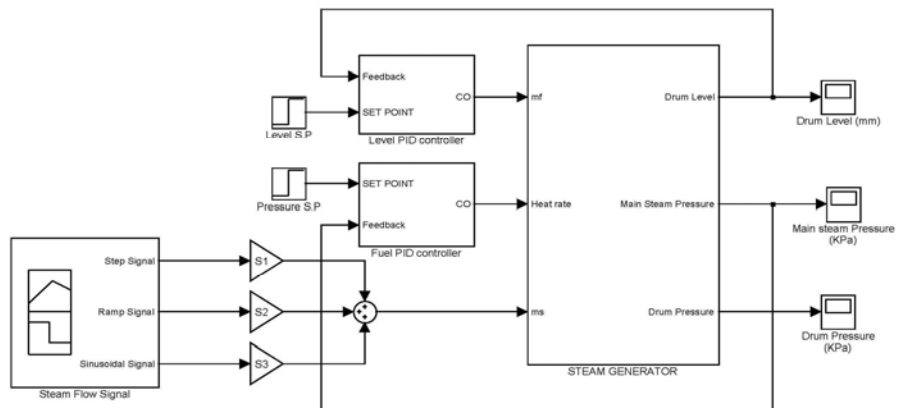 Feedback
CO
SET POINT
Level S.P
Level PID controller
mf
Drum Level
Drum Level (mm)
SET POINT
CO
Feedback
Pressure S.P
Fuel PID controller
Heat rate
Main Steam Pressure
Main steam Pressure
(KPa)
Step Signal
Ramp Signal
Sinusoidal Signal
Steam Flow Signal
S1
S2
S3
ms
Drum Pressure
Drum Pressure
(KPa)
STEAM GENERATOR